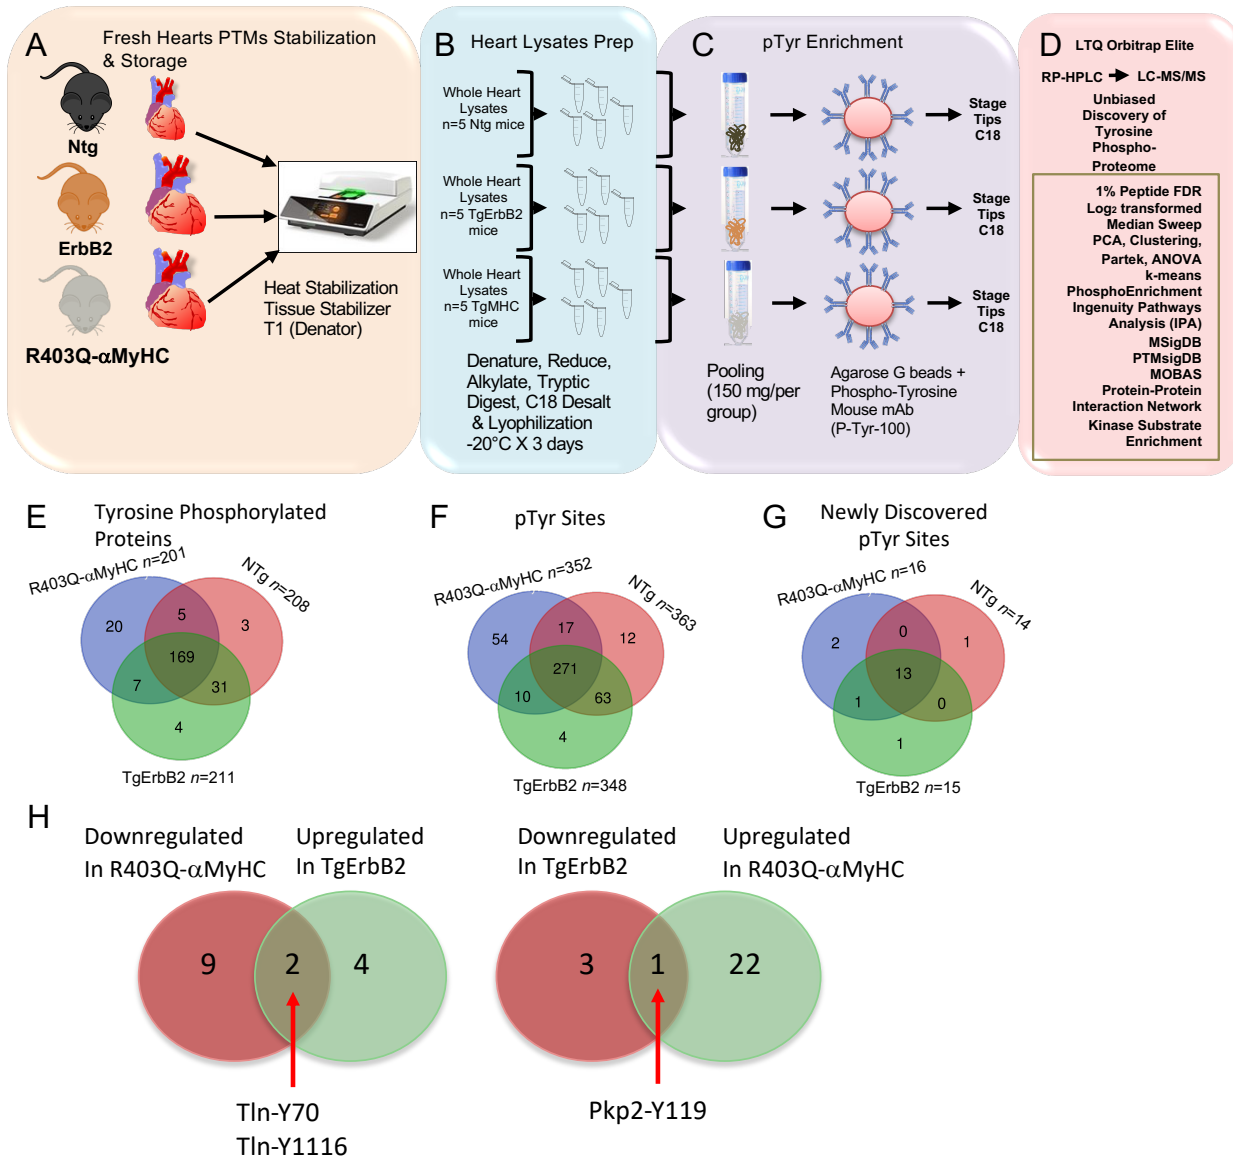 A
Fresh Hearts PTMs Stabilization
& Storage
Ntg
ErbB2
R403Q-αMyHC
Heat Stabilization
Tissue Stabilizer
T1 (Denator)
B
Heart Lysates Prep
Whole Heart
Lysates
n=5 Ntg mice
Whole Heart
Lysates
n=5 TgErbB2
mice
Whole Heart
Lysates
n=5 TgMHC
mice
Denature, Reduce,
Alkylate, Tryptic
Digest, C18 Desalt
& Lyophilization
-20°C X 3 days
C
pTyr Enrichment
Stage
Tips
C18
Stage
Tips
C18
Stage
Tips
C18
Pooling
(150 mg/per
group)
Agarose G beads +
Phospho-Tyrosine
Mouse mAb
(P-Tyr-100)
D
LTQ Orbitrap Elite
RP-HPLC
LC-MS/MS
Unbiased
Discovery of
Tyrosine
Phospho-
Proteome
1% Peptide FDR
Log2 transformed
Median Sweep
PCA, Clustering,
Partek, ANOVA
k-means
PhosphoEnrichment
Ingenuity Pathways
Analysis (IPA)
MSigDB
PTMsigDB
MOBAS
Protein-Protein
Interaction Network
Kinase Substrate
Enrichment
E
Tyrosine Phosphorylated
Proteins
R403Q-αMyHC n=201
NTg n=208
20
5
3
169
7
31
4
TgErbB2 n=211
F
pTyr Sites
R403Q-αMyHC n=352
NTg n=363
54
17
12
271
10
63
4
TgErbB2 n=348
G
Newly Discovered
pTyr Sites
R403Q-αMyHC n=16
NTg n=14
2
0
1
13
1
0
1
TgErbB2 n=15
H
Downregulated
In R403Q-αMyHC
Upregulated
In TgErbB2
9
2
4
Tln-Y70
Tln-Y1116
Downregulated
In TgErbB2
Upregulated
In R403Q-αMyHC
3
1
22
Pkp2-Y119